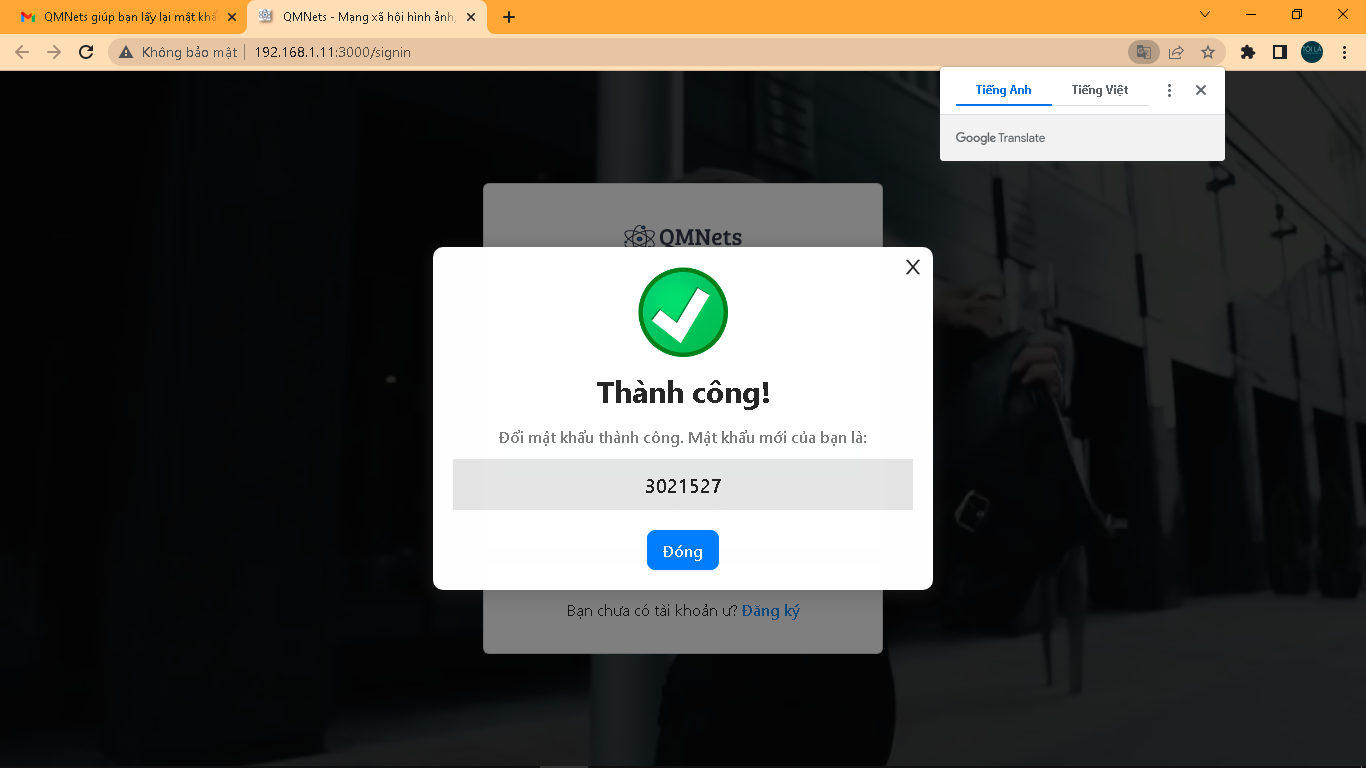 QMNets giúp bạn lấy lại mật khẩ
QMNets - Mạng xã hội hình ảnh,
Không bảo mật
192.168.1.11:3000/signin
Tiếng Anh
Tiếng Việt
Google Translate
QMNets
X
Thành công!
Đổi mật khẩu thành công. Mật khẩu mới của bạn là:
3021527
Đóng
Bạn chưa có tài khoản ư? Đăng ký